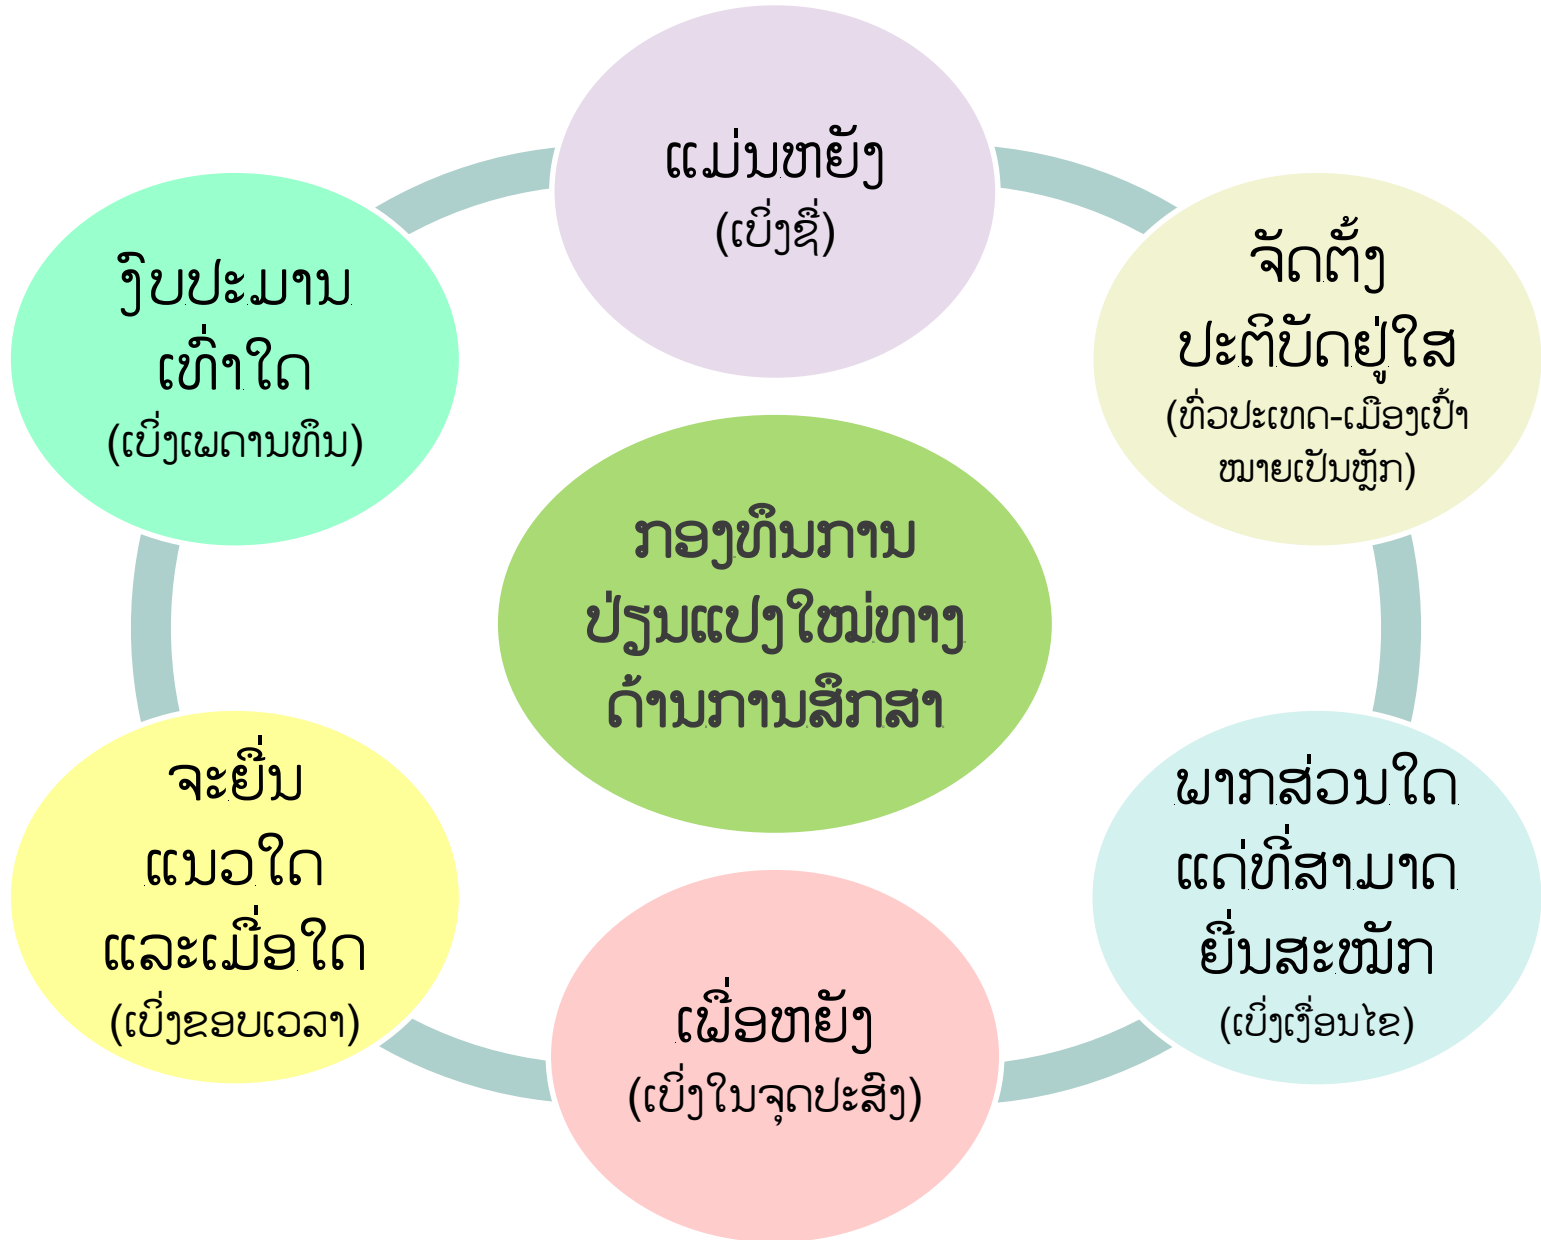 ແມ່ນຫຍັງ
(ເບິ່ງຊື່)
ຈັດຕັ້ງ
ປະຕິບັດຢູ່ໃສ
(ທົ່ວປະເທດ-ເມືອງເປົ້າ
ໝາຍເປັນຫຼັກ)
ພາກສ່ວນໃດ
ແດ່ທີ່ສາມາດ
ຍື່ນສະໝັກ
(ເບິ່ງເງື່ອນໄຂ)
ເພື່ອຫຍັງ
(ເບິ່ງໃນຈຸດປະສົງ)
ຈະຍື່ນ
ແນວໃດ
ແລະເມື່ອໃດ
(ເບິ່ງຂອບເວລາ)
ງົບປະມານ
ເທົ່າໃດ
(ເບິ່ງເພດານທຶນ)
ກອງທຶນການ
ປ່ຽນແປງໃໝ່ທາງ
ດ້ານການສຶກສາ